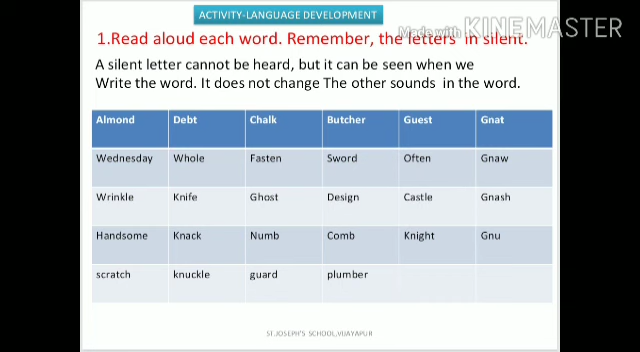 ACTIVITY-LANGUAGE DEVELOPMENT
Made with KINEMASTER
1.Read aloud each word. Remember, the letters in silent.
A silent letter cannot be heard, but it can be seen when we
Write the word. It does not change The other sounds in the word.
Almond Debt Chalk Butcher Guest Gnat
Wednesday Whole Fasten Sword Often Gnaw
Wrinkle Knife Ghost Design Castle Gnash
Handsome Knack Numb Comb Knight Gnu
scratch knuckle guard plumber
ST.JOSEPH'S SCHOOL,VIJAYAPUR